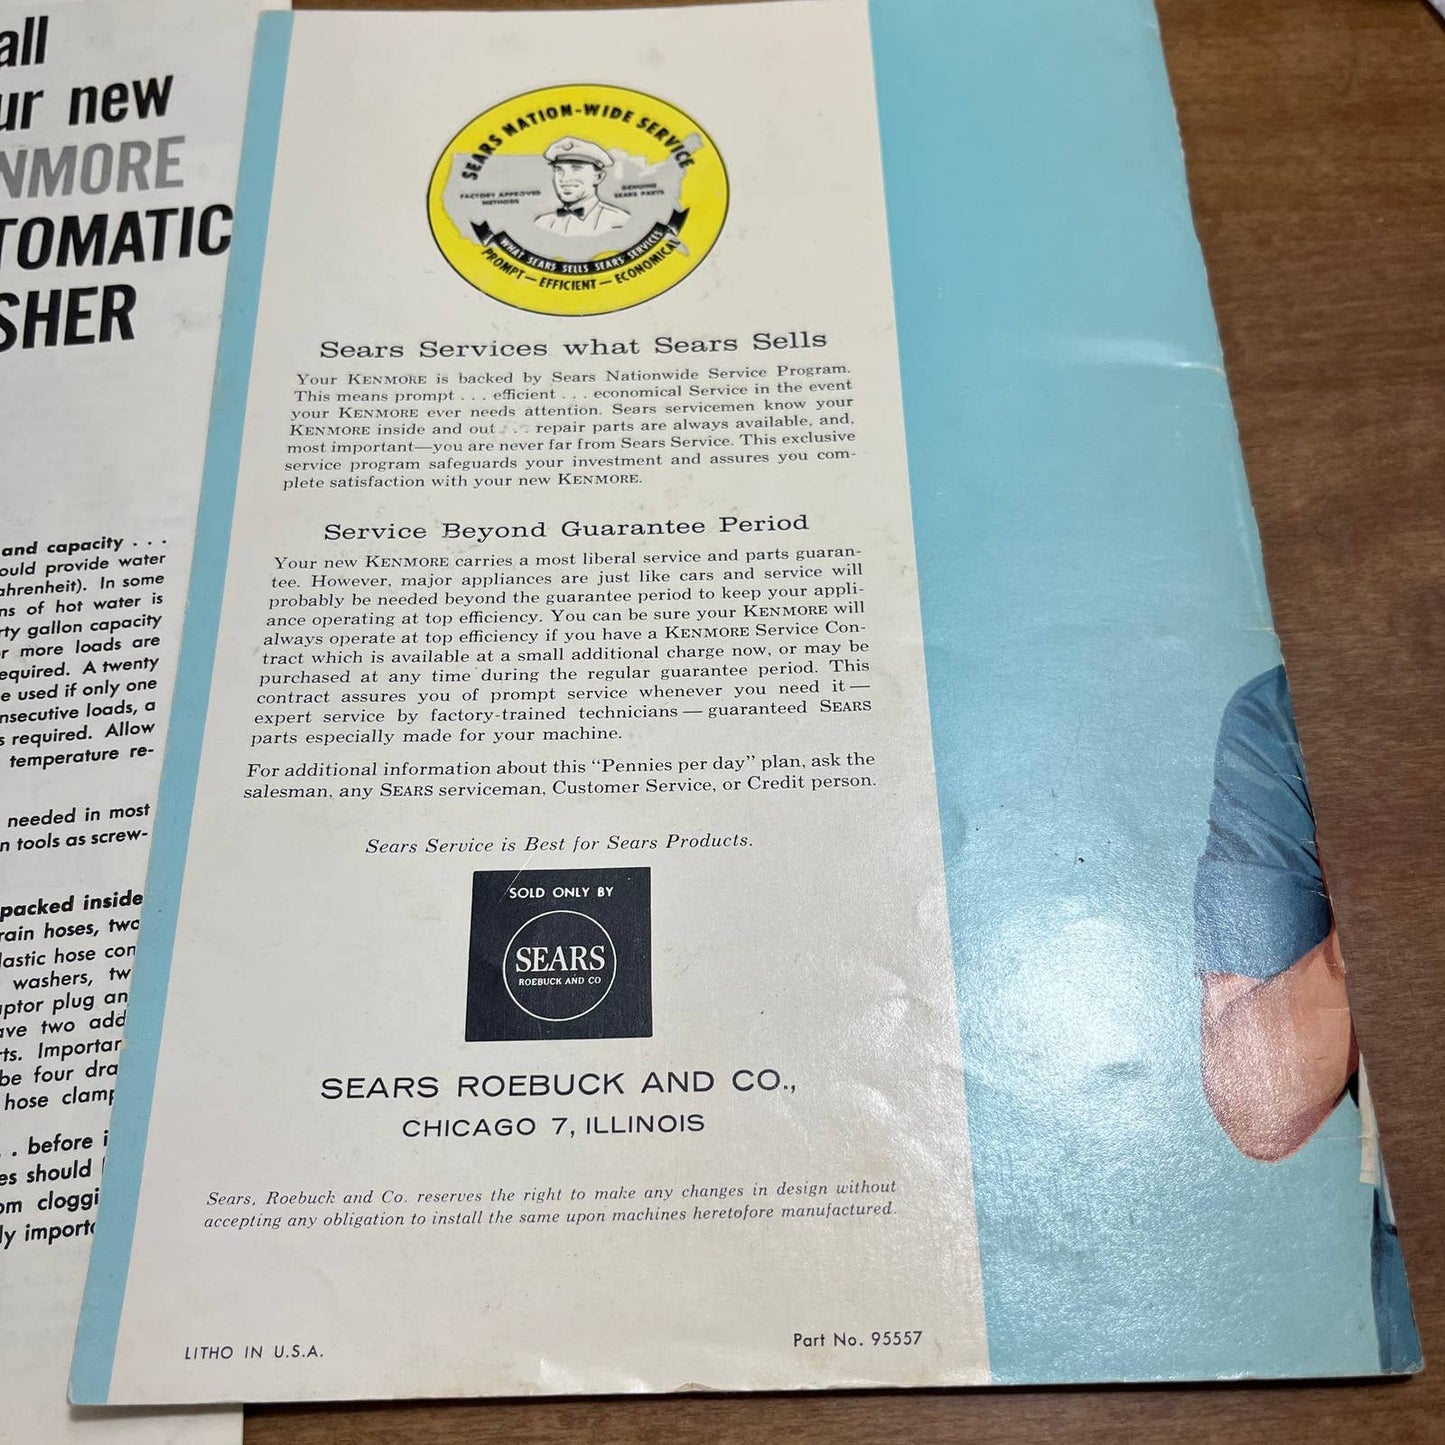 all
ur new
NMORE
TOMATIC
SHER
and capacity . . .
ould provide water
ahrenheit). In some
ns of hot water is
rty gallon capacity
r more loads are
equired. A twenty
e used if only one
nsecutive loads, a
s required. Allow
temperature re-
needed in most
n tools as screw-
packed inside
rain hoses, two
lastic hose con
washers, tw
aptor plug an
ave two add
rts. Importan
be four dra
hose clamp
. . before i
es should
om cloggi
ly importa
SEARS NATION-WIDE SERVICE
FACTORY APPROVED
METHODS
GENUINE
SEARS PARTS
WHAT SEARS SELLS SEARS SERVICES
PROMPT — EFFICIENT — ECONOMICAL
Sears Services what Sears Sells
Your KENMORE is backed by Sears Nationwide Service Program.
This means prompt . . . efficient . . . economical Service in the event
your KENMORE ever needs attention. Sears servicemen know your
KENMORE inside and out . . . repair parts are always available, and,
most important—you are never far from Sears Service. This exclusive
service program safeguards your investment and assures you com-
plete satisfaction with your new KENMORE.
Service Beyond Guarantee Period
Your new KENMORE carries a most liberal service and parts guaran-
tee. However, major appliances are just like cars and service will
probably be needed beyond the guarantee period to keep your appli-
ance operating at top efficiency. You can be sure your KENMORE will
always operate at top efficiency if you have a KENMORE Service Con-
tract which is available at a small additional charge now, or may be
purchased at any time during the regular guarantee period. This
contract assures you of prompt service whenever you need it —
expert service by factory-trained technicians — guaranteed SEARS
parts especially made for your machine.
For additional information about this “Pennies per day” plan, ask the
salesman, any SEARS serviceman, Customer Service, or Credit person.
Sears Service is Best for Sears Products.
SOLD ONLY BY
SEARS
ROEBUCK AND CO
SEARS ROEBUCK AND CO.,
CHICAGO 7, ILLINOIS
Sears, Roebuck and Co. reserves the right to make any changes in design without
accepting any obligation to install the same upon machines heretofore manufactured.
LITHO IN U.S.A.
Part No. 95557